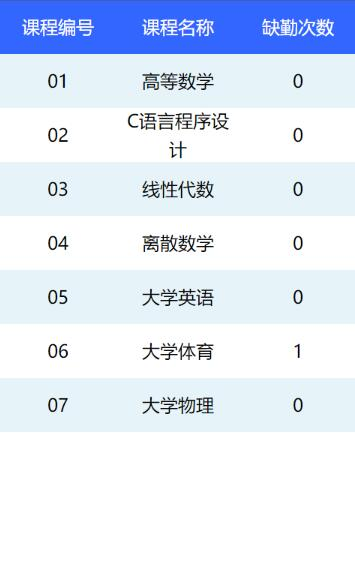 课程编号 课程名称 缺勤次数
01 高等数学 0
02 C语言程序设 0
计
03 线性代数 0
04 离散数学 0
05 大学英语 0
06 大学体育 1
07 大学物理 0